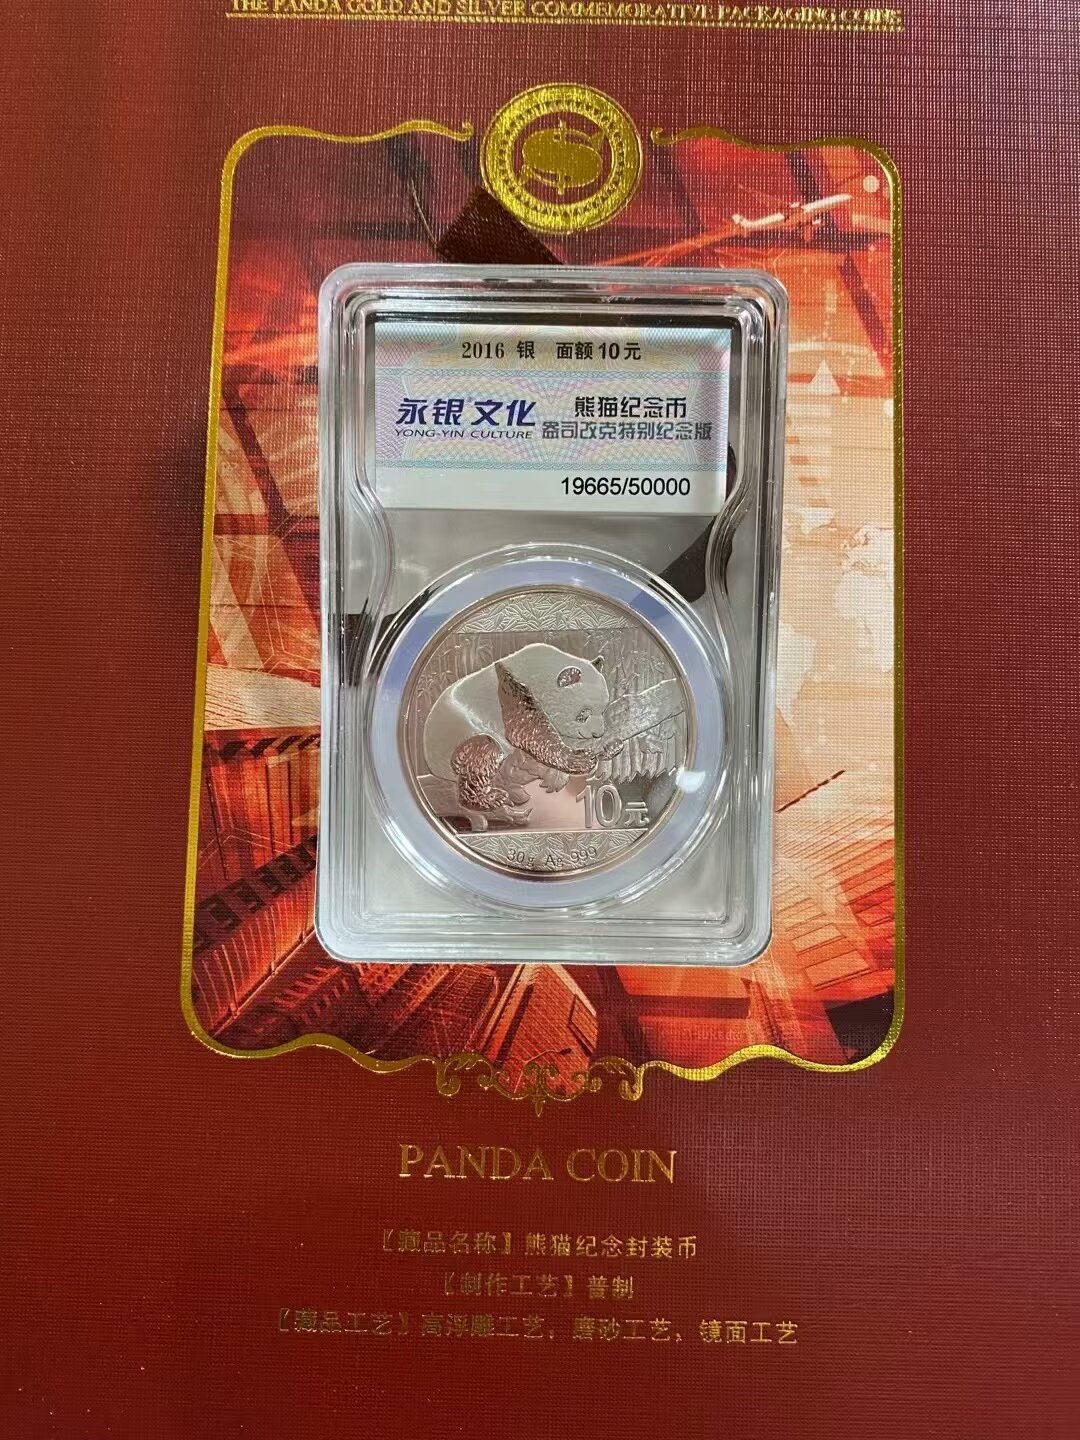 THE PANDA GOLD AND SILVER COMMEMORATIVE PACKAGING COINS
2016 银 面额10元
永银文化 熊猫纪念币
YONG-YIN CULTURE 盎司改克特别纪念版
19665/50000
10元
30g Ag 999
PANDA COIN
【藏品名称】熊猫纪念封装币
【制作工艺】普制
【藏品工艺】高浮雕工艺，磨砂工艺，镜面工艺